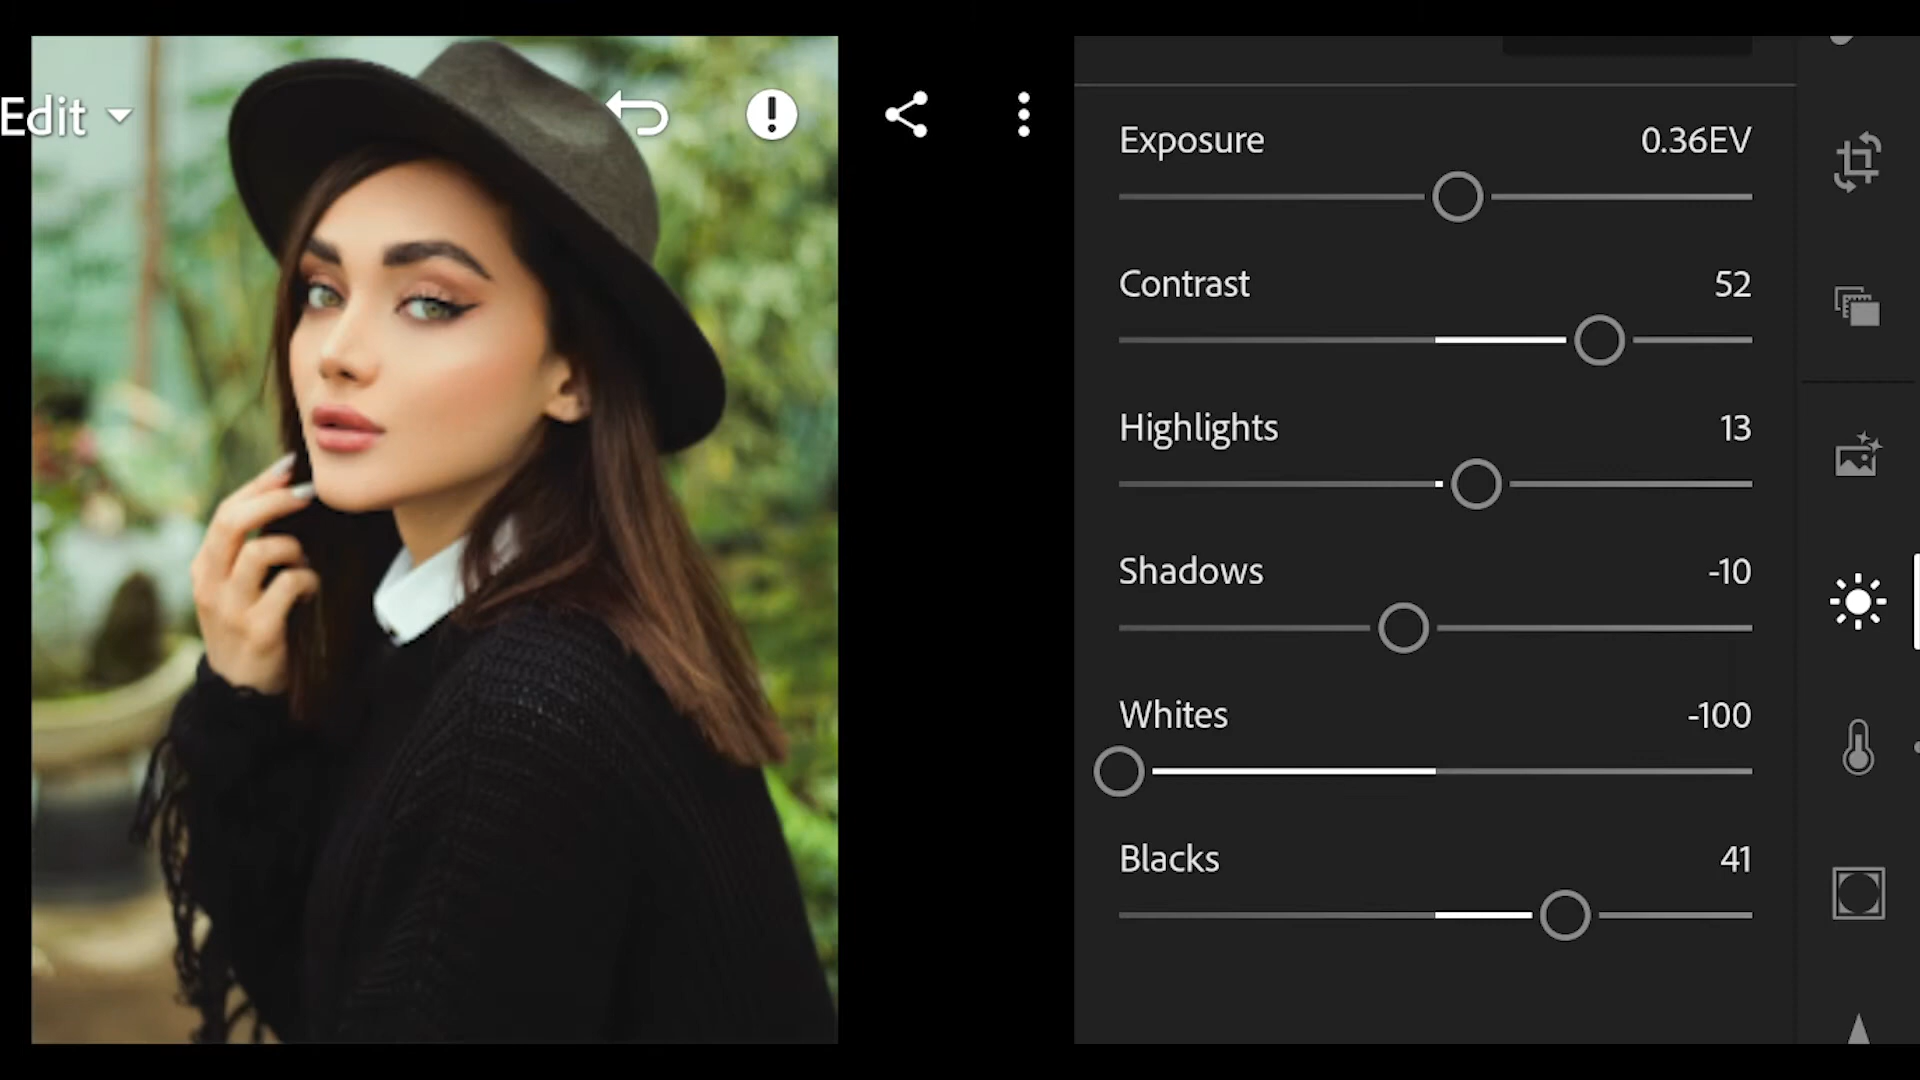 Edit
Exposure 0.36EV
Contrast 52
Highlights 13
Shadows -10
Whites -100
Blacks 41